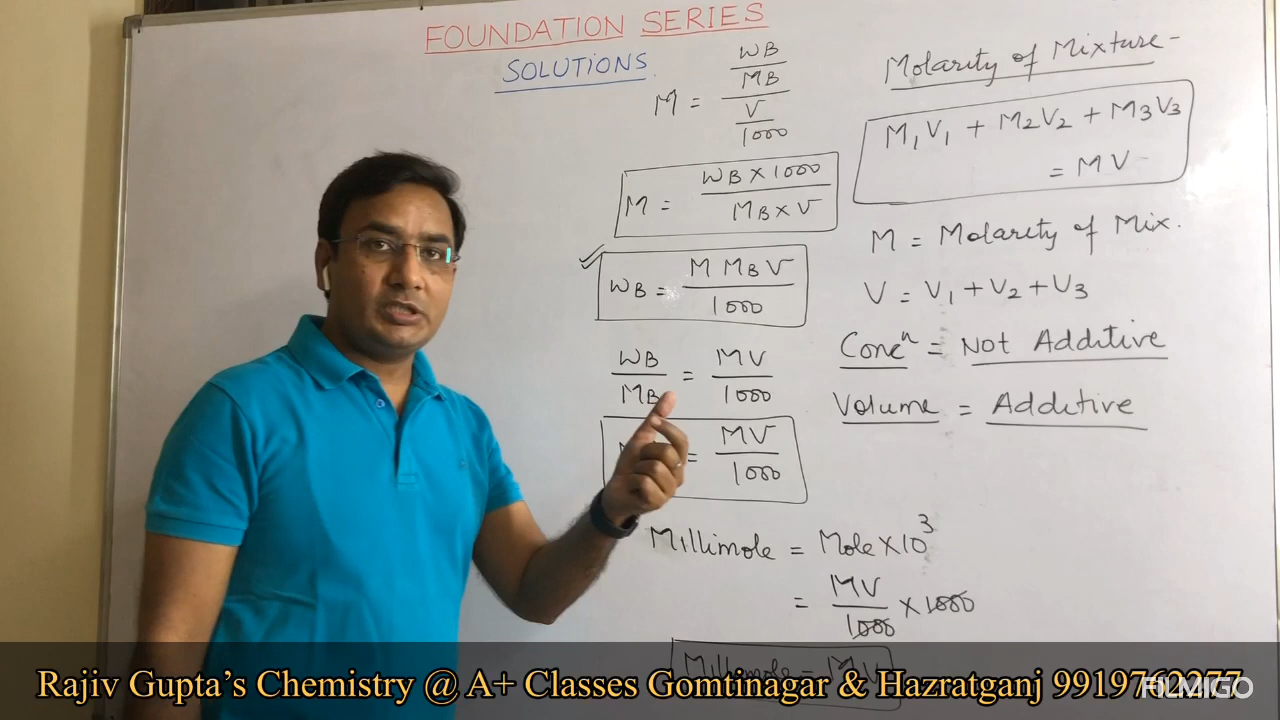 FOUNDATION SERIES
SOLUTIONS
M = WB/MB / V/1000
M = WB X 1000 / MB X V
✓ WB = M MB V / 1000
WB/MB = MV/1000
= MV/1000
Millimole = Mole X 10³
= MV/1000 X 1000
Millimole = MV
Molarity of Mixture -
M₁V₁ + M₂V₂ + M₃V₃
= MV
M = Molarity of Mix.
V = V₁ + V₂ + V₃
Concⁿ = Not Additive
Volume = Additive
Rajiv Gupta's Chemistry @ A+ Classes Gomtinagar & Hazratganj 9919762277
FILMIGO